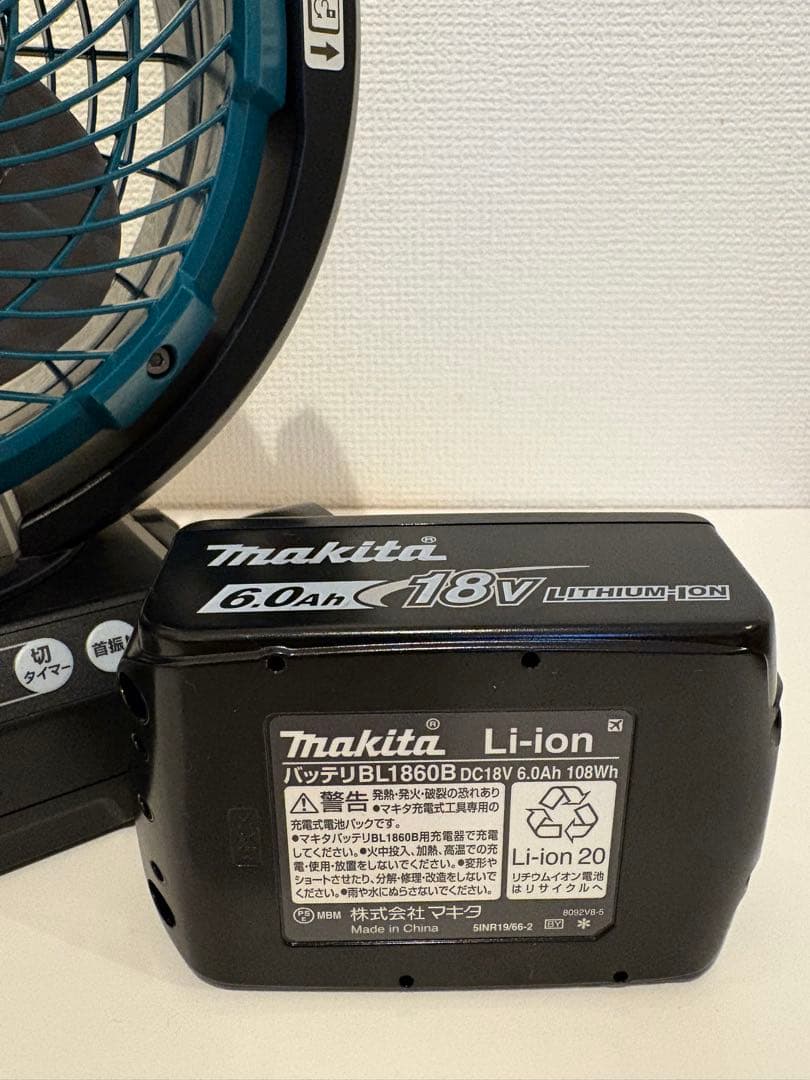 makita®
6.0Ah 18V LITHIUM-ION
切
タイマー
首振
makita® Li-ion
バッテリBL1860B DC18V 6.0Ah 108Wh
警告 発熱・発火・破裂の恐れあり
●マキタ充電式工具専用の
充電式電池パックです。
●マキタバッテリBL1860B用充電器で充電
してください。●火中投入、加熱、高温での充
電・使用・放置をしないでください。●変形や
ショートさせたり、分解・修理・改造をしないで
ください。●雨や水にぬらさないでください。
Li-ion 20
リチウムイオン電池
はリサイクルへ
PSE MBM 株式会社 マキタ
8092V8-5
Made in China
5INR19/66-2 BY ✻